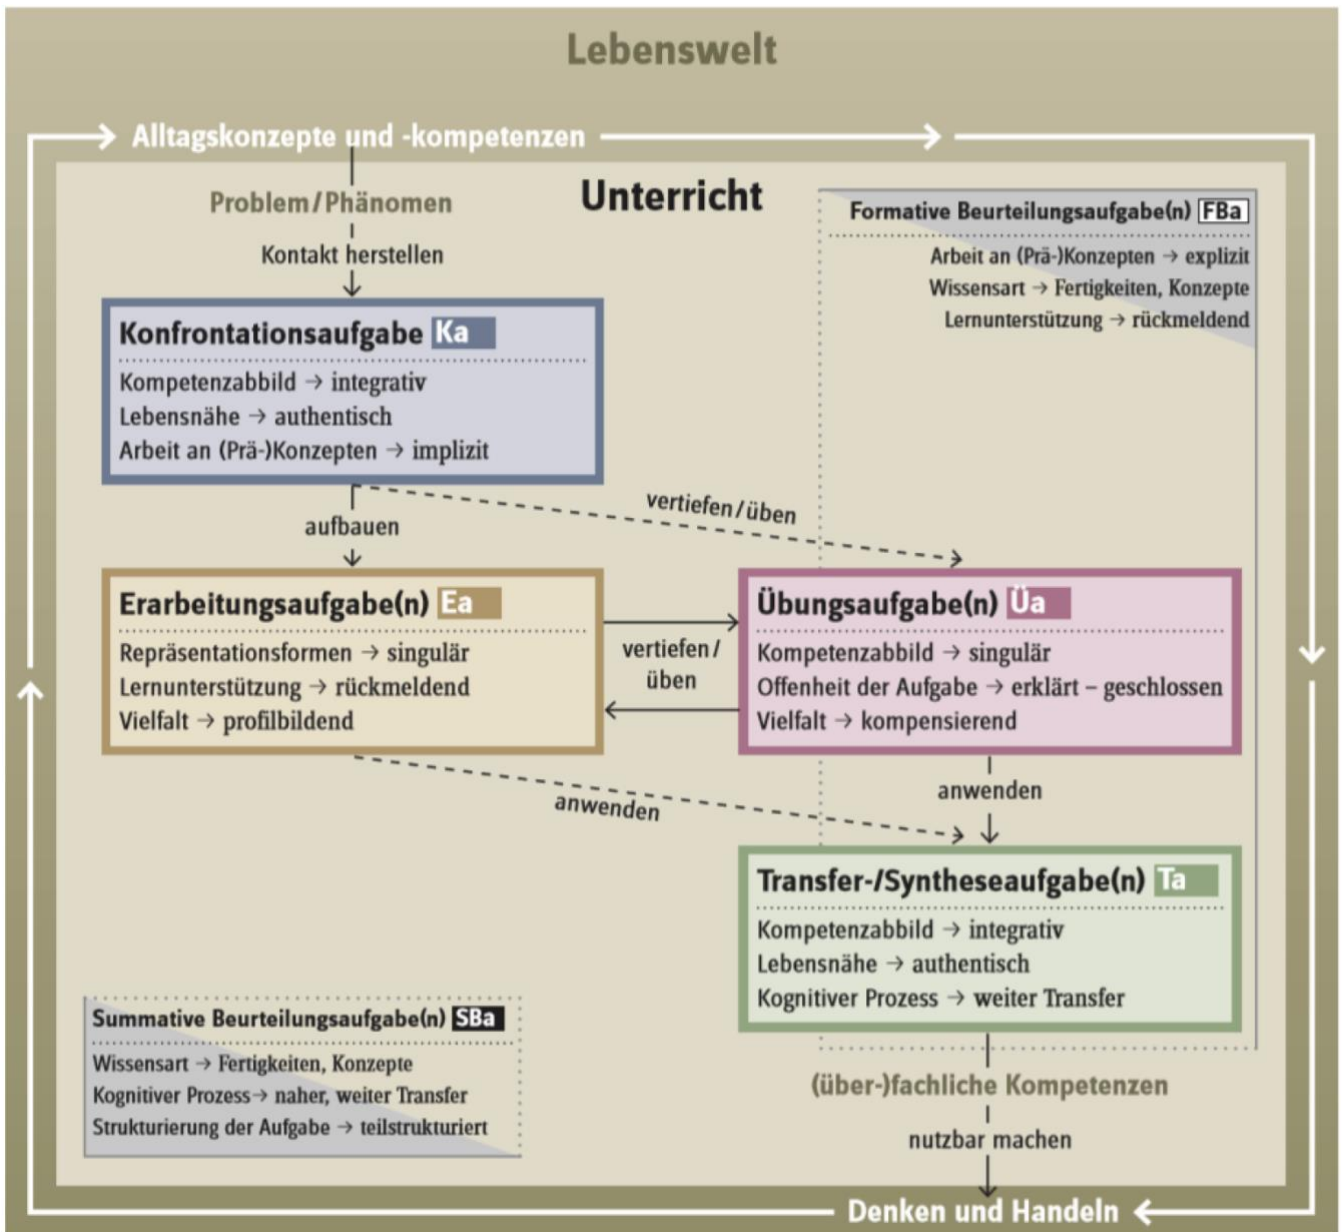 Lebenswelt
Alltagskonzepte und -kompetenzen
Problem/Phänomen
Unterricht
Kontakt herstellen
Formative Beurteilungsaufgabe(n) FBa
Arbeit an (Prä-)Konzepten → explizit
Wissensart → Fertigkeiten, Konzepte
Lernunterstützung → rückmeldend
Konfrontationsaufgabe Ka
Kompetenzabbild → integrativ
Lebensnähe → authentisch
Arbeit an (Prä-)Konzepten → implizit
vertiefen/üben
aufbauen
Erarbeitungsaufgabe(n) Ea
Repräsentationsformen → singulär
Lernunterstützung → rückmeldend
Vielfalt → profilbildend
vertiefen/
üben
Übungsaufgabe(n) Üa
Kompetenzabbild → singulär
Offenheit der Aufgabe → erklärt – geschlossen
Vielfalt → kompensierend
anwenden
anwenden
Transfer-/Syntheseaufgabe(n) Ta
Kompetenzabbild → integrativ
Lebensnähe → authentisch
Kognitiver Prozess → weiter Transfer
Summative Beurteilungsaufgabe(n) SBa
Wissensart → Fertigkeiten, Konzepte
Kognitiver Prozess → naher, weiter Transfer
Strukturierung der Aufgabe → teilstrukturiert
(über-)fachliche Kompetenzen
nutzbar machen
Denken und Handeln